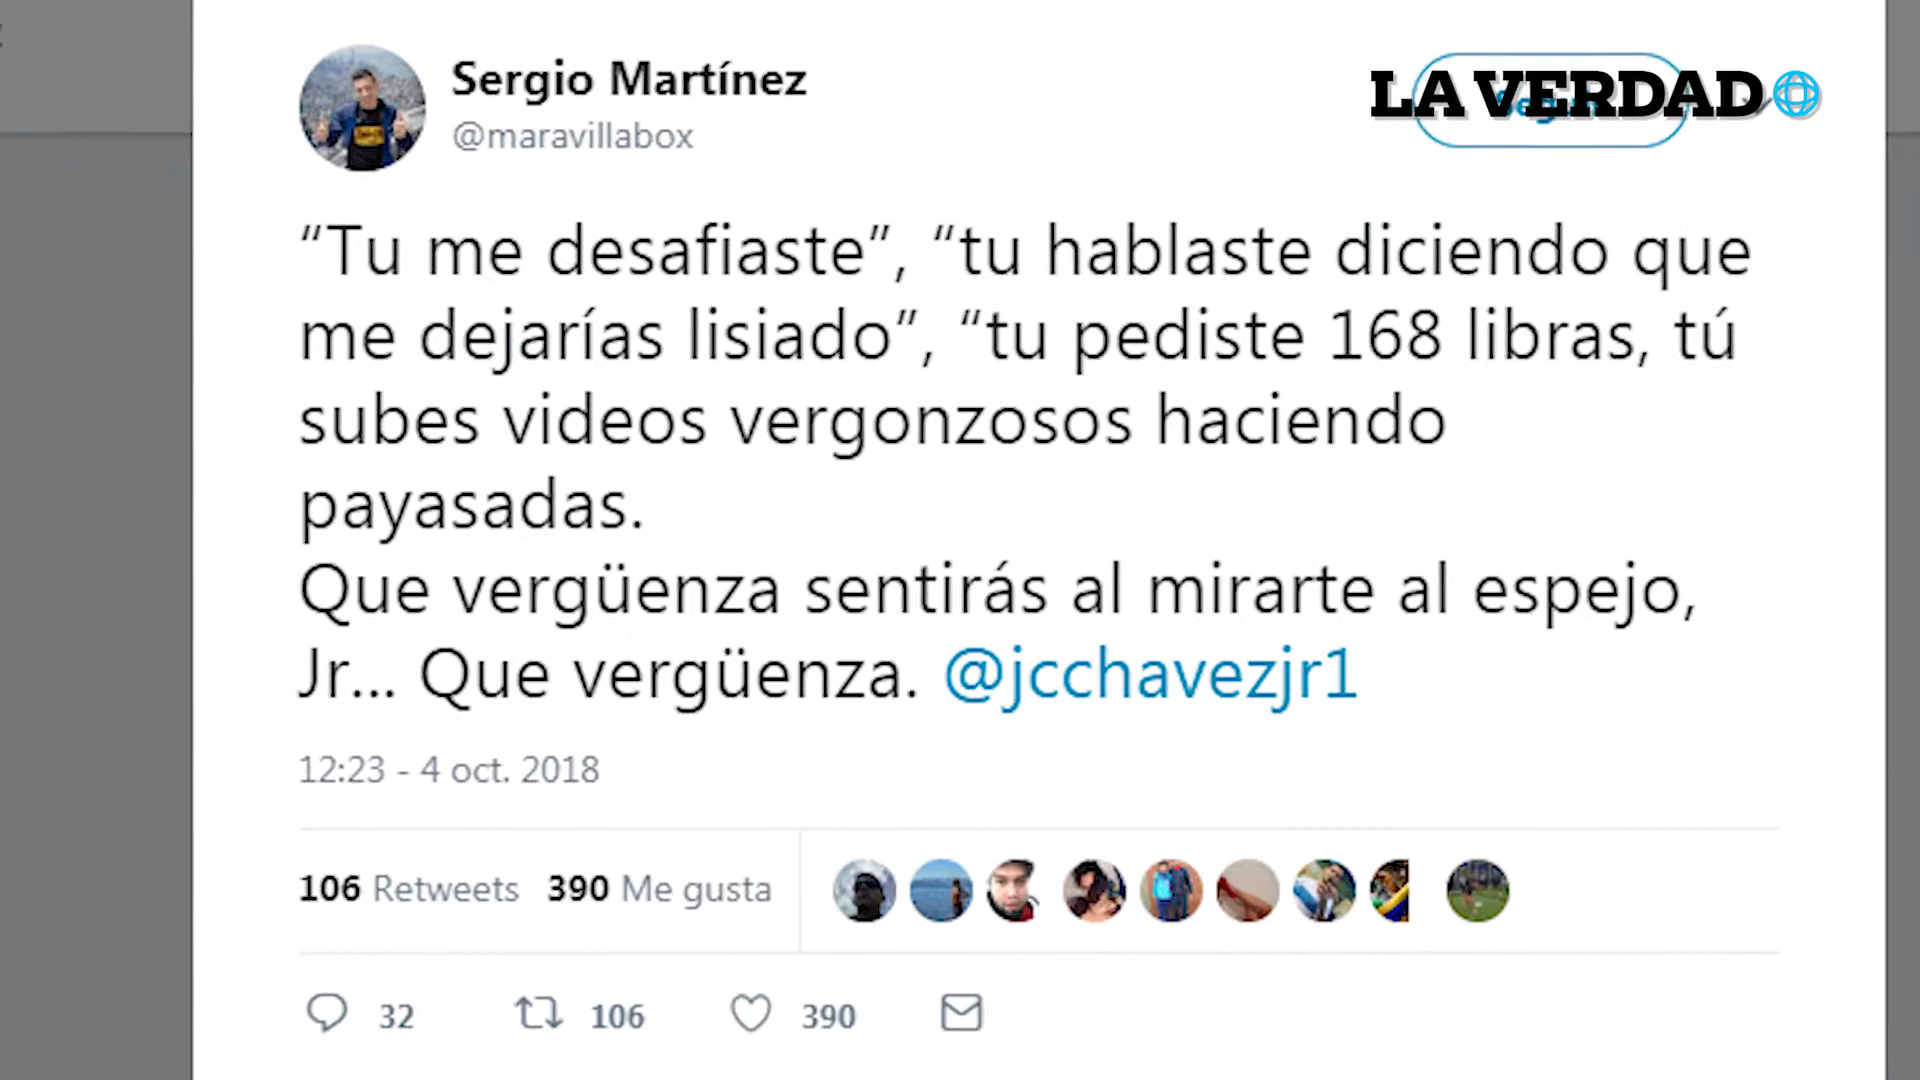 Sergio Martínez
@maravillabox
LA VERDAD
“Tu me desafiaste”, “tu hablaste diciendo que
me dejarías lisiado”, “tu pediste 168 libras, tú
subes videos vergonzosos haciendo
payasadas.
Que vergüenza sentirás al mirarte al espejo,
Jr... Que vergüenza. @jcchavezjr1
12:23 - 4 oct. 2018
106 Retweets 390 Me gusta
32 106 390